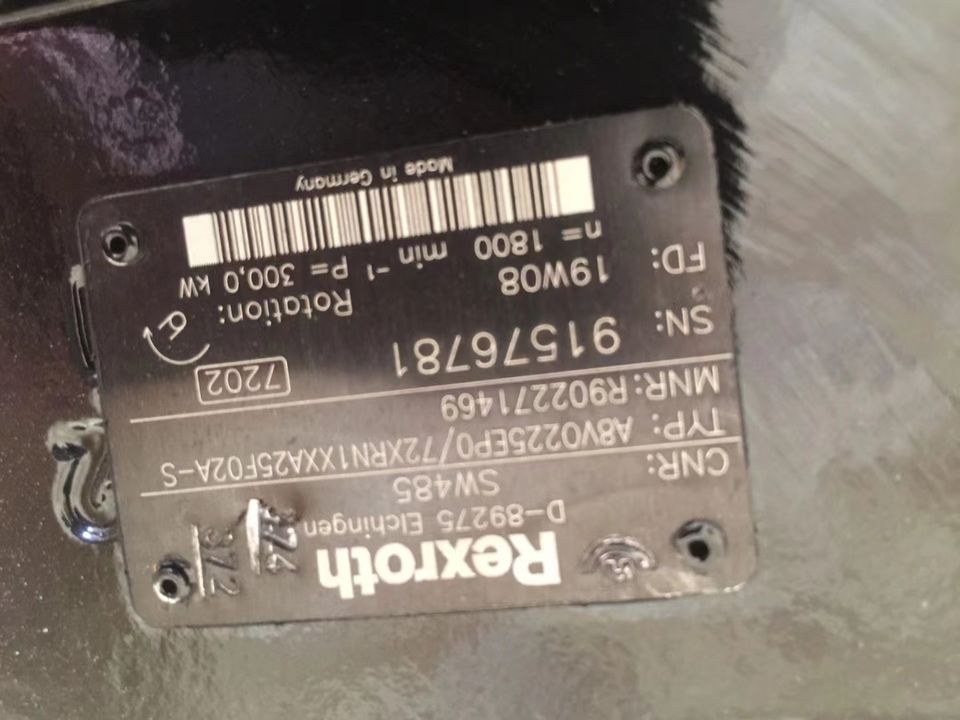 Rexroth
D-89275 Elchingen
CNR: SW485
TYP: A8VO225EP0/72XRN1XXA25F02A-S
MNR: R902271469
SN: 91576781 7202
FD: 19W08 Rotation:
n= 1800 min⁻¹ P= 300,0 kW
Made in Germany
372